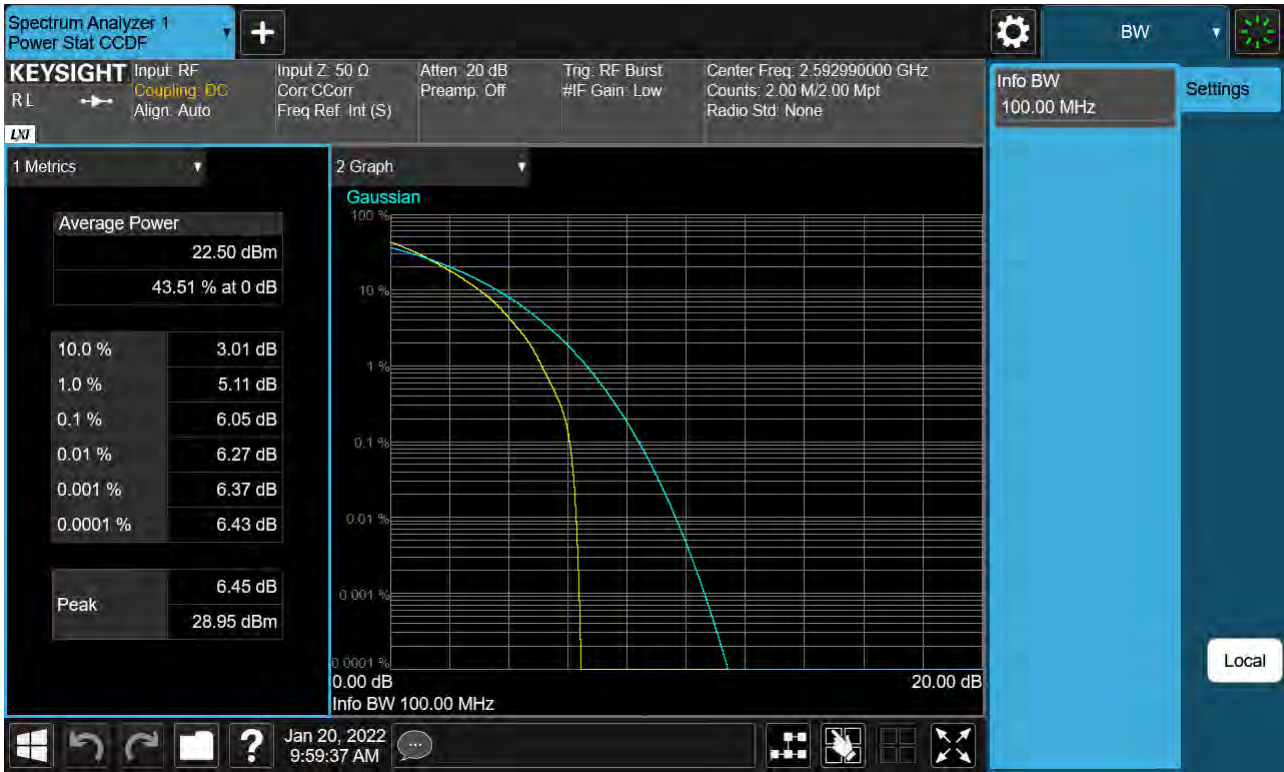 Spectrum Analyzer 1
Power Stat CCDF
BW
KEYSIGHT
RL
LXI
Input: RF
Coupling: DC
Align: Auto
Input Z: 50 Ω
Corr CCorr
Freq Ref: Int (S)
Atten: 20 dB
Preamp: Off
Trig: RF Burst
#IF Gain: Low
Center Freq: 2.592990000 GHz
Counts: 2.00 M/2.00 Mpt
Radio Std: None
Info BW
100.00 MHz
Settings
1 Metrics
Average Power
22.50 dBm
43.51 % at 0 dB
10.0 % 3.01 dB
1.0 % 5.11 dB
0.1 % 6.05 dB
0.01 % 6.27 dB
0.001 % 6.37 dB
0.0001 % 6.43 dB
Peak
6.45 dB
28.95 dBm
2 Graph
Gaussian
100 %
10 %
1 %
0.1 %
0.01 %
0.001 %
0.0001 %
0.00 dB 20.00 dB
Info BW 100.00 MHz
Local
?
Jan 20, 2022
9:59:37 AM